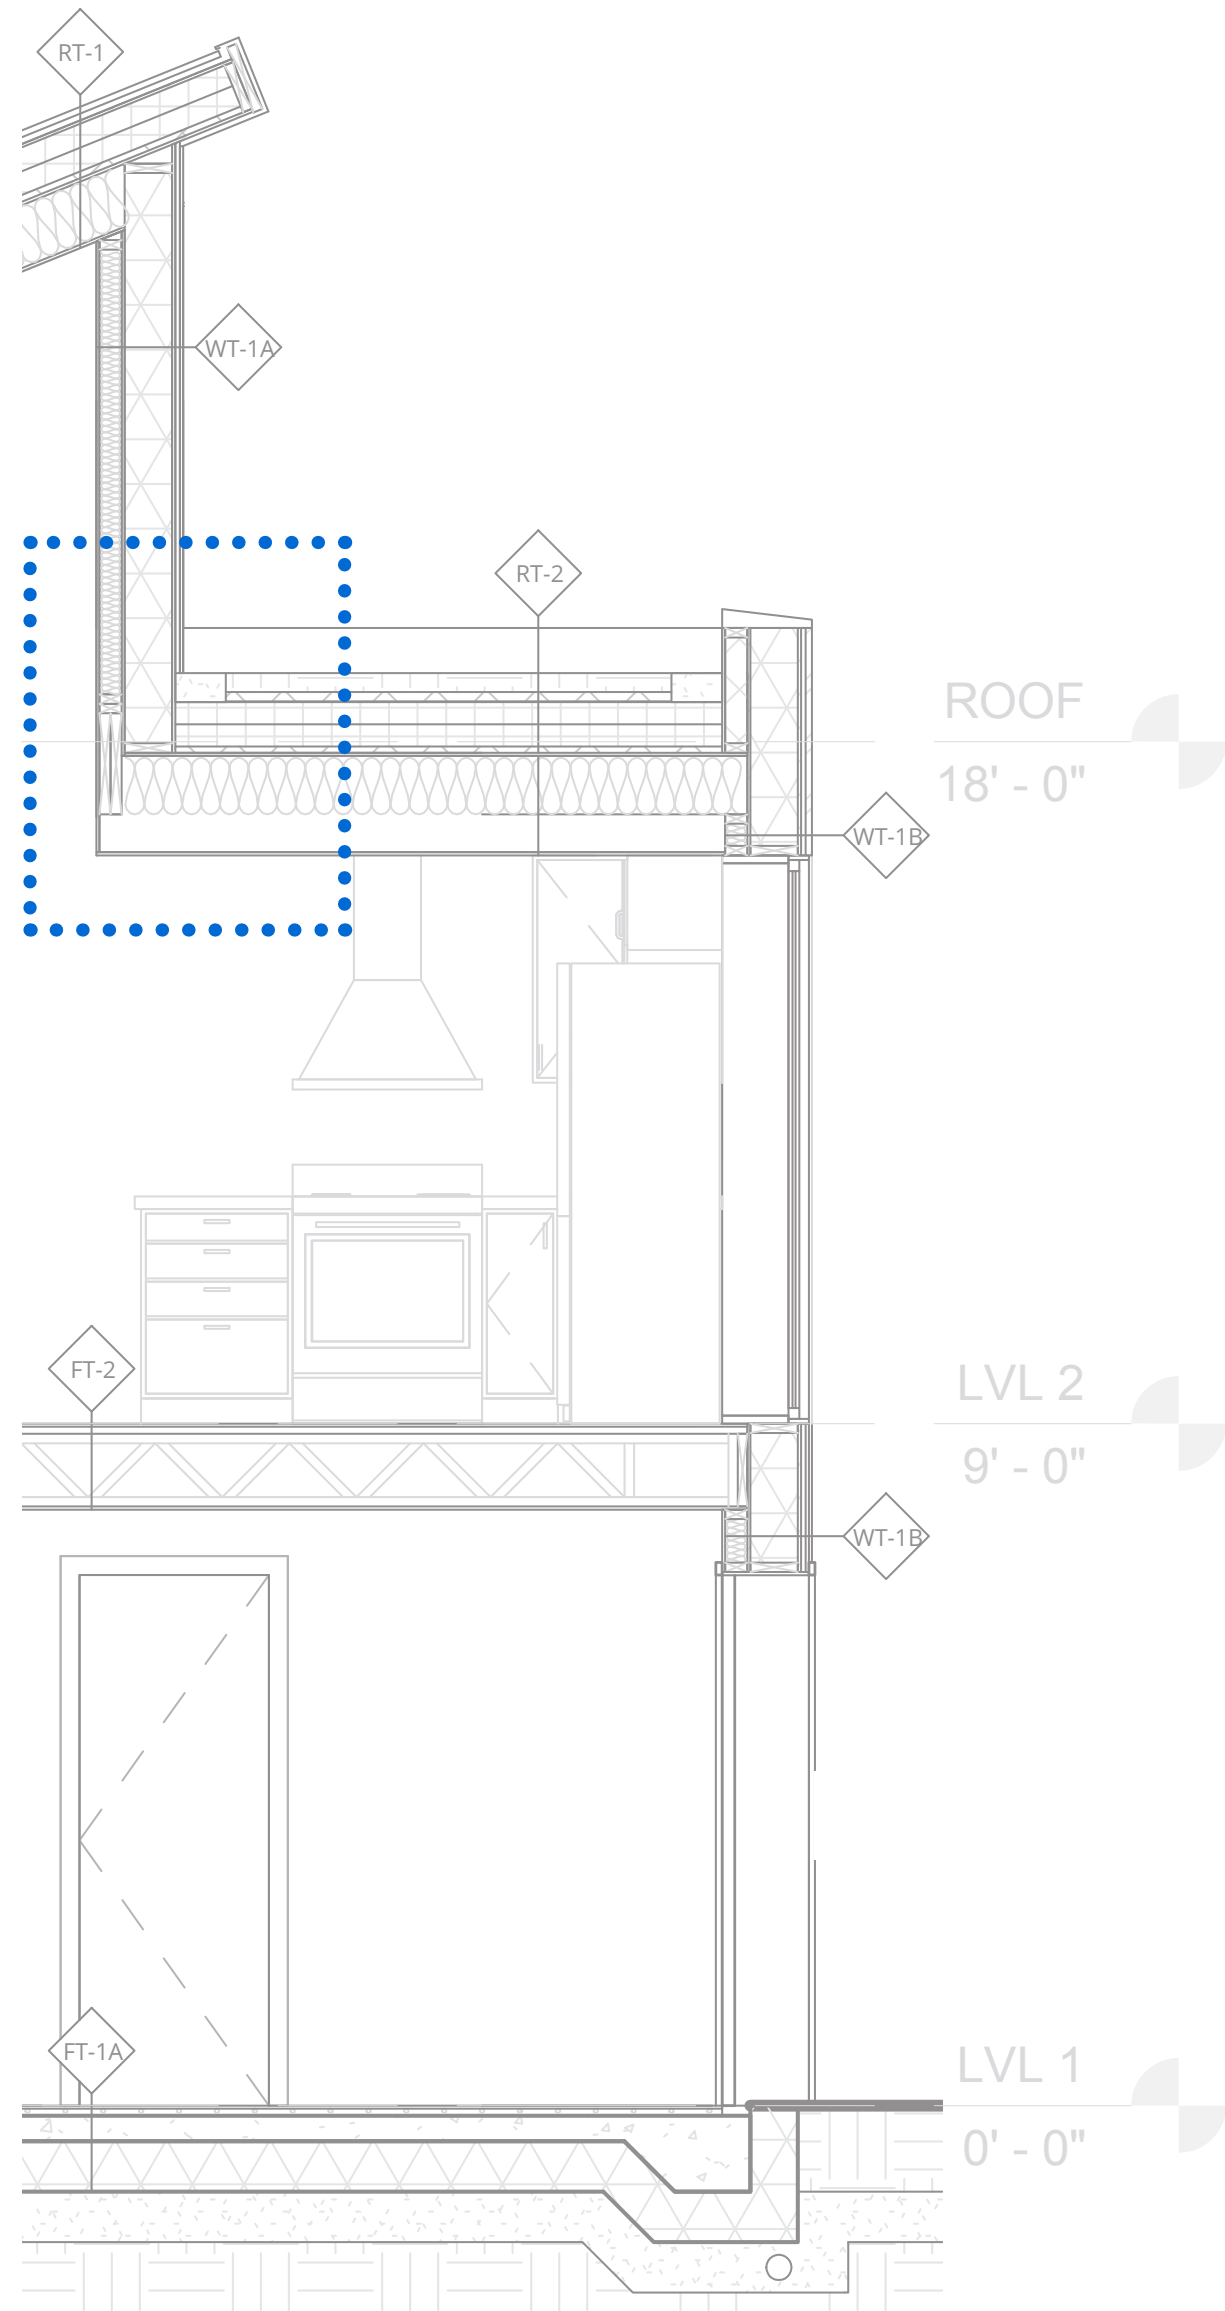 RT-1
WT-1A
RT-2
ROOF
18' - 0"
WT-1B
LVL 2
FT-2
9' - 0"
WT-1B
LVL 1
FT-1A
0' - 0"